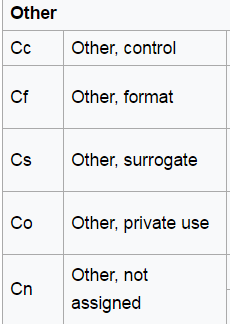 Other
Cc Other, control
Cf Other, format
Cs Other, surrogate
Co Other, private use
Cn Other, not
assigned